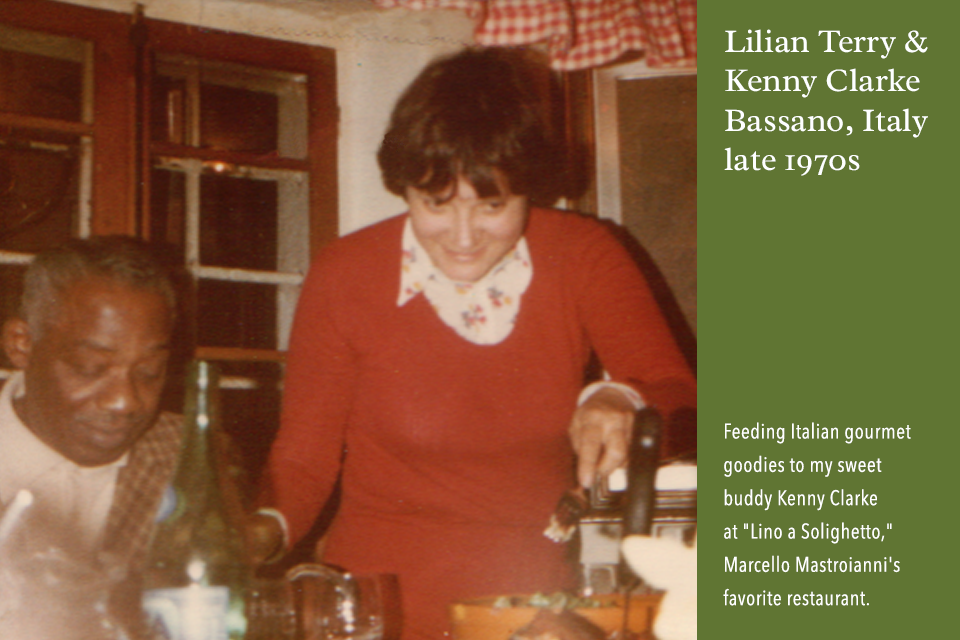 Lilian Terry &
Kenny Clarke
Bassano, Italy
late 1970s
Feeding Italian gourmet
goodies to my sweet
buddy Kenny Clarke
at "Lino a Solighetto,"
Marcello Mastroianni's
favorite restaurant.